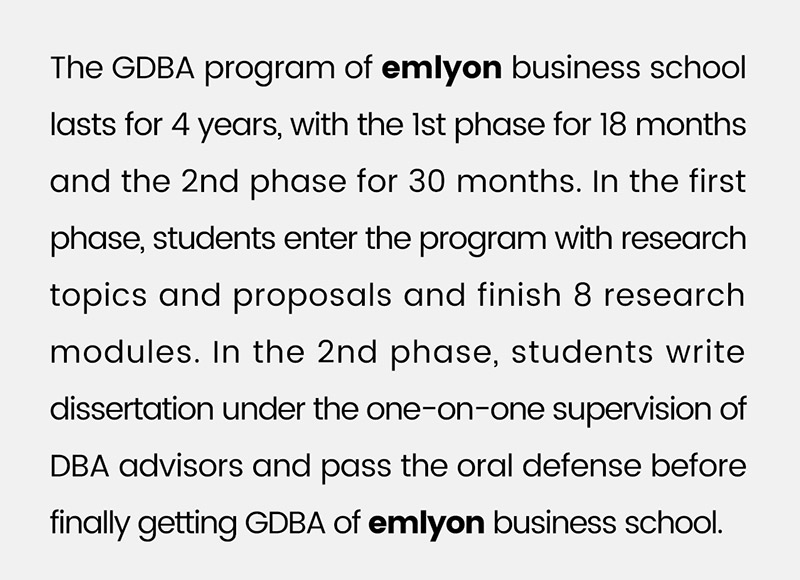 The GDBA program of emlyon business school
lasts for 4 years, with the 1st phase for 18 months
and the 2nd phase for 30 months. In the first
phase, students enter the program with research
topics and proposals and finish 8 research
modules. In the 2nd phase, students write
dissertation under the one-on-one supervision of
DBA advisors and pass the oral defense before
finally getting GDBA of emlyon business school.